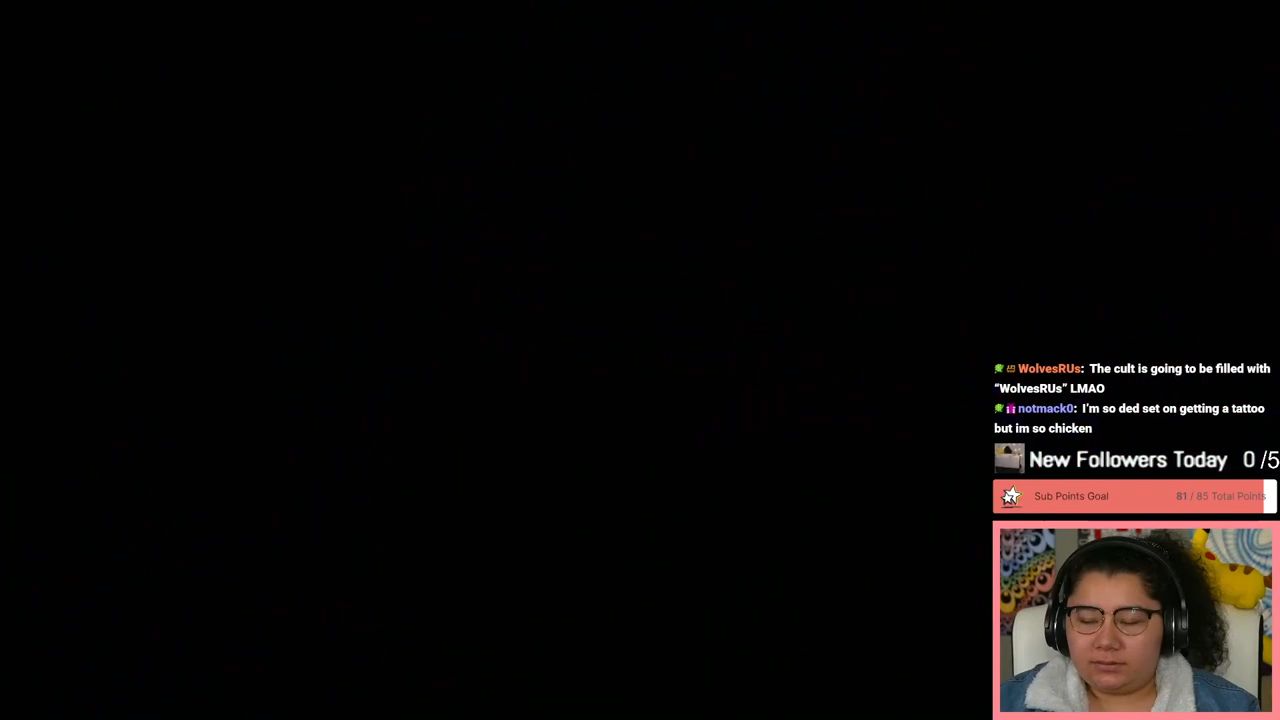 WolvesRUs: The cult is going to be filled with
“WolvesRUs” LMAO
notmack0: I’m so ded set on getting a tattoo
but im so chicken
New Followers Today 0 /5
Sub Points Goal 81 / 85 Total Points